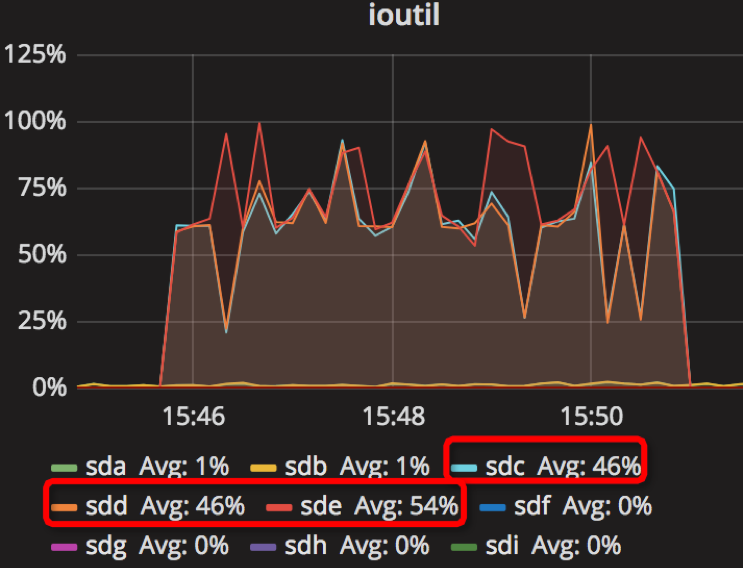 ioutil
125%
100%
75%
50%
25%
0%
15:46 15:48 15:50
sda Avg: 1% sdb Avg: 1% sdc Avg: 46%
sdd Avg: 46% sde Avg: 54% sdf Avg: 0%
sdg Avg: 0% sdh Avg: 0% sdi Avg: 0%